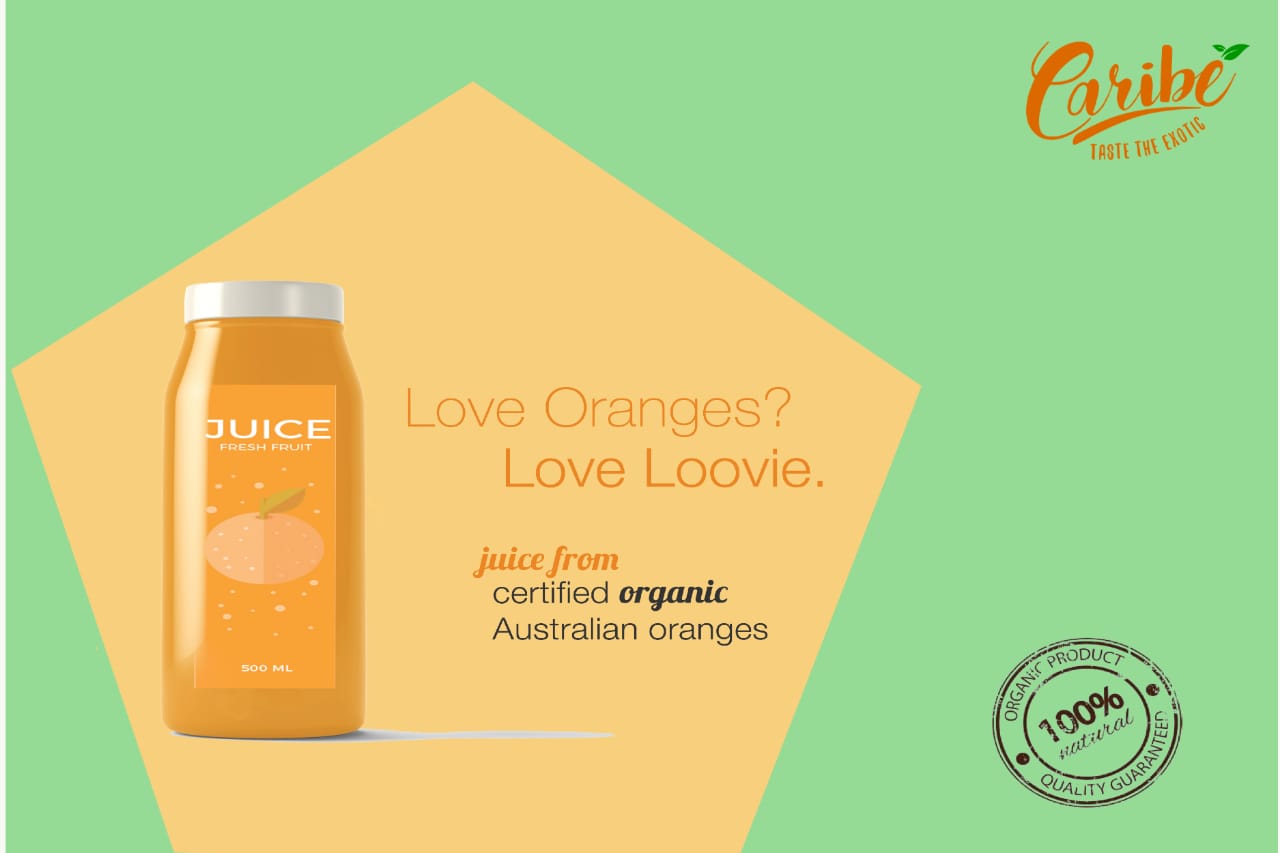 Caribe
TASTE THE EXOTIC
JUICE
FRESH FRUIT
500 ML
Love Oranges?
Love Loovie.
juice from
certified organic
Australian oranges
ORGANIC PRODUCT
100%
natural
QUALITY GUARANTEED